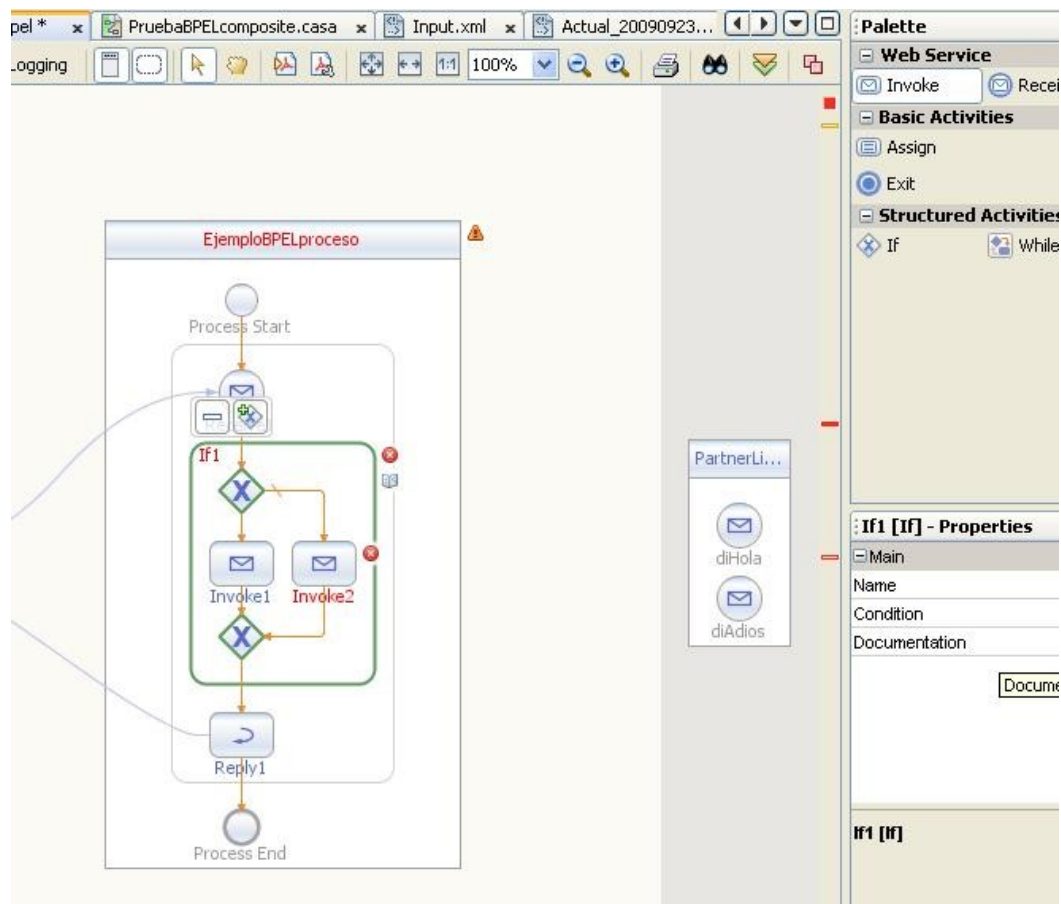 pel * x PruebaBPELcomposite.casa x Input.xml x Actual_20090923...
Logging 1:1 100%
EjemploBPELproceso
Process Start
If1
Invoke1 Invoke2
Reply1
Process End
PartnerLi...
diHola
diAdios
Palette
Web Service
Invoke Recei
Basic Activities
Assign
Exit
Structured Activities
If While
If1 [If] - Properties
Main
Name
Condition
Documentation
Docume
If1 [If]